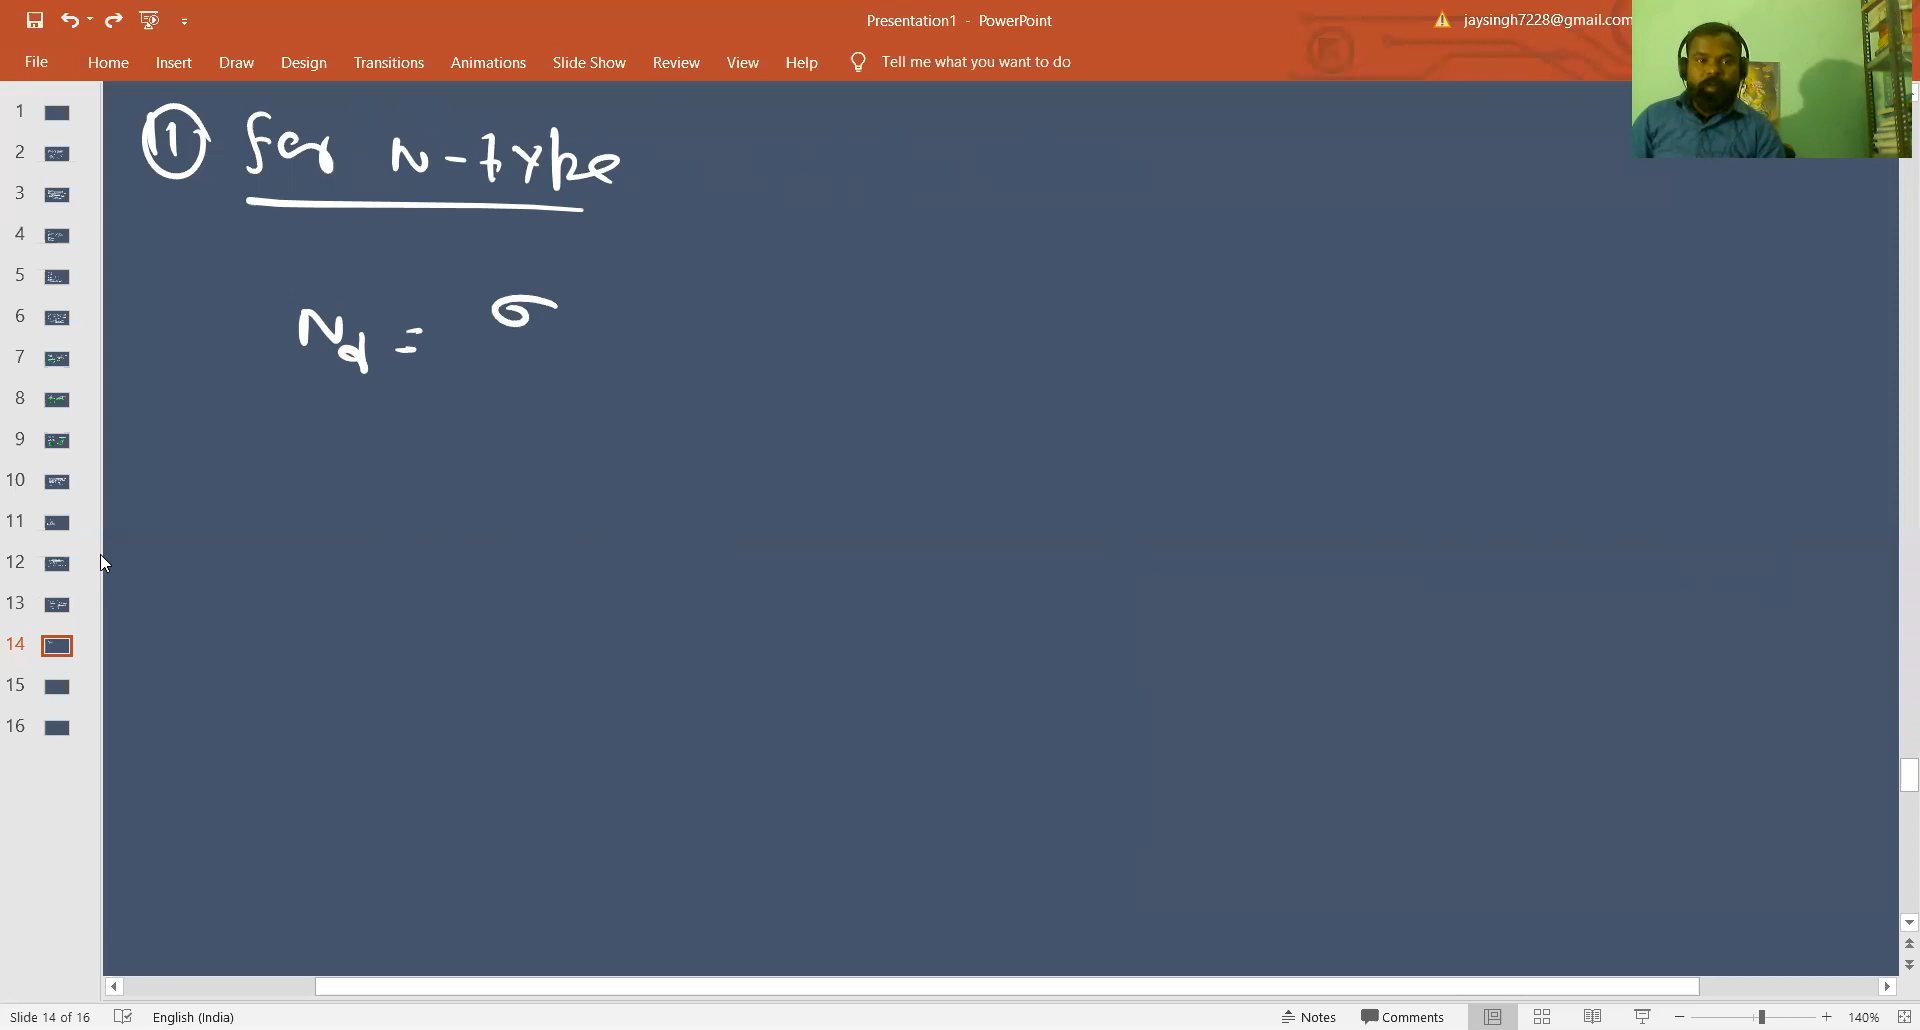 Presentation1 - PowerPoint
jaysingh7228@gmail.com
File Home Insert Draw Design Transitions Animations Slide Show Review View Help Tell me what you want to do
1
2
3
4
5
6
7
8
9
10
11
12
13
14
15
16
(11) for N-type
Nd = σ
Slide 14 of 16 English (India) Notes Comments 140%